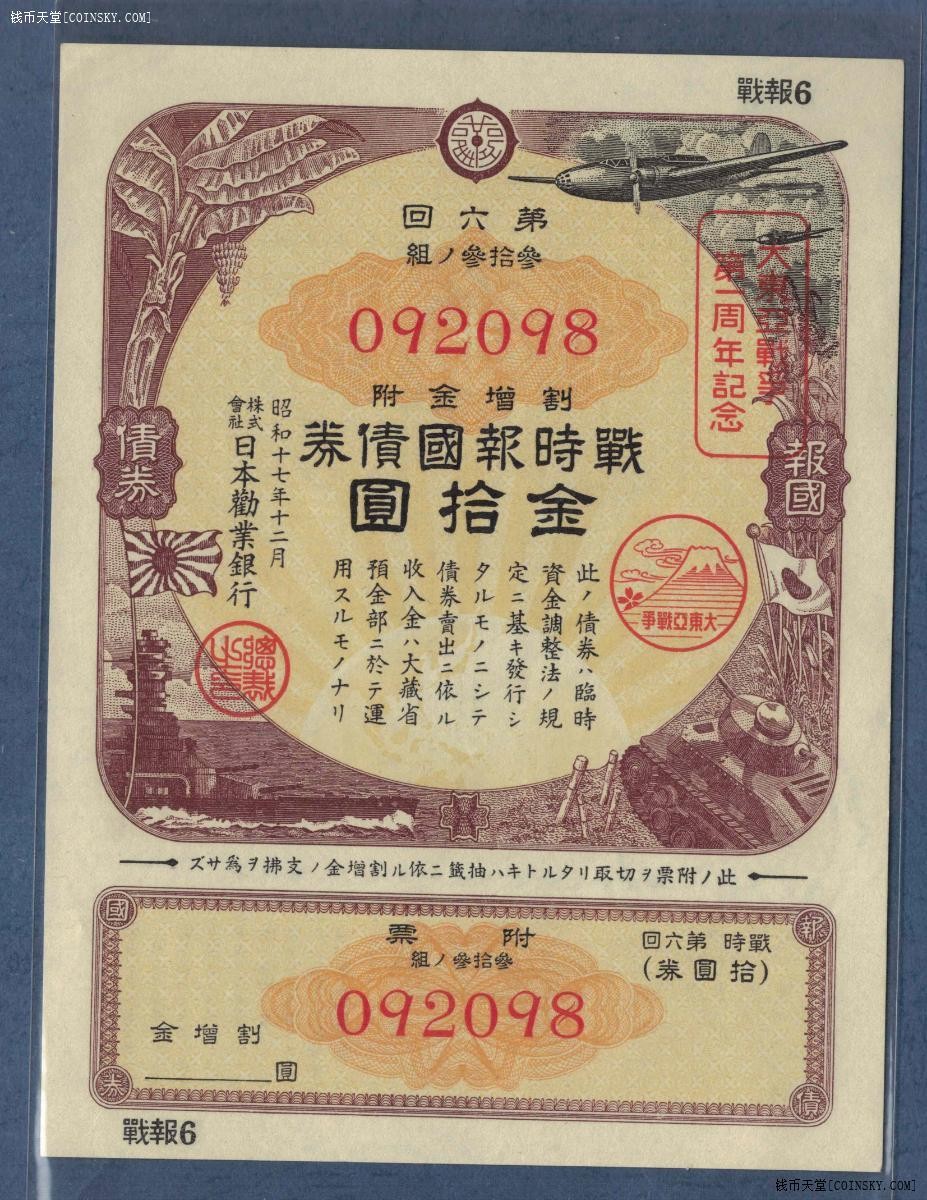 钱币天堂[COINSKY.COM]
戰報6
第六回
參拾參ノ組
092098
大東亞戰爭
第一周年記念
割增金附
戰時報國債券
金拾圓
報國
債券
大東亞戰爭
此ノ債券ハ臨時
資金調整法ノ規
定ニ基キ發行シ
タルモノニシテ
債券賣出ニ依ル
收入金ハ大藏省
預金部ニ於テ運
用スルモノナリ
昭和十七年十二月
株式會社日本勸業銀行
總裁之印
此ノ附票ヲ切取リタルトキハ抽籤ニ依ル割增金ノ支拂ヲ爲サズ
報國債券
戰時 第六回
(拾圓券)
附票
參拾參ノ組
092098
割增金
圓
戰報6
钱币天堂[COINSKY.COM]